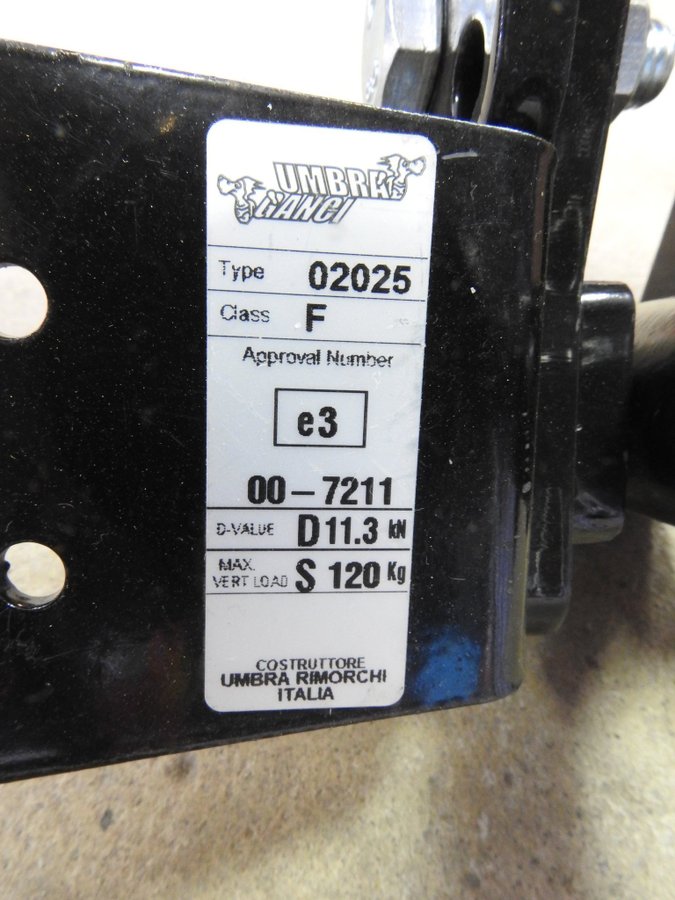 UMBRA
GANCI
Type 02025
Class F
Approval Number
e3
00-7211
D-VALUE D11.3 kN
MAX.
VERT LOAD S 120 Kg
COSTRUTTORE
UMBRA RIMORCHI
ITALIA